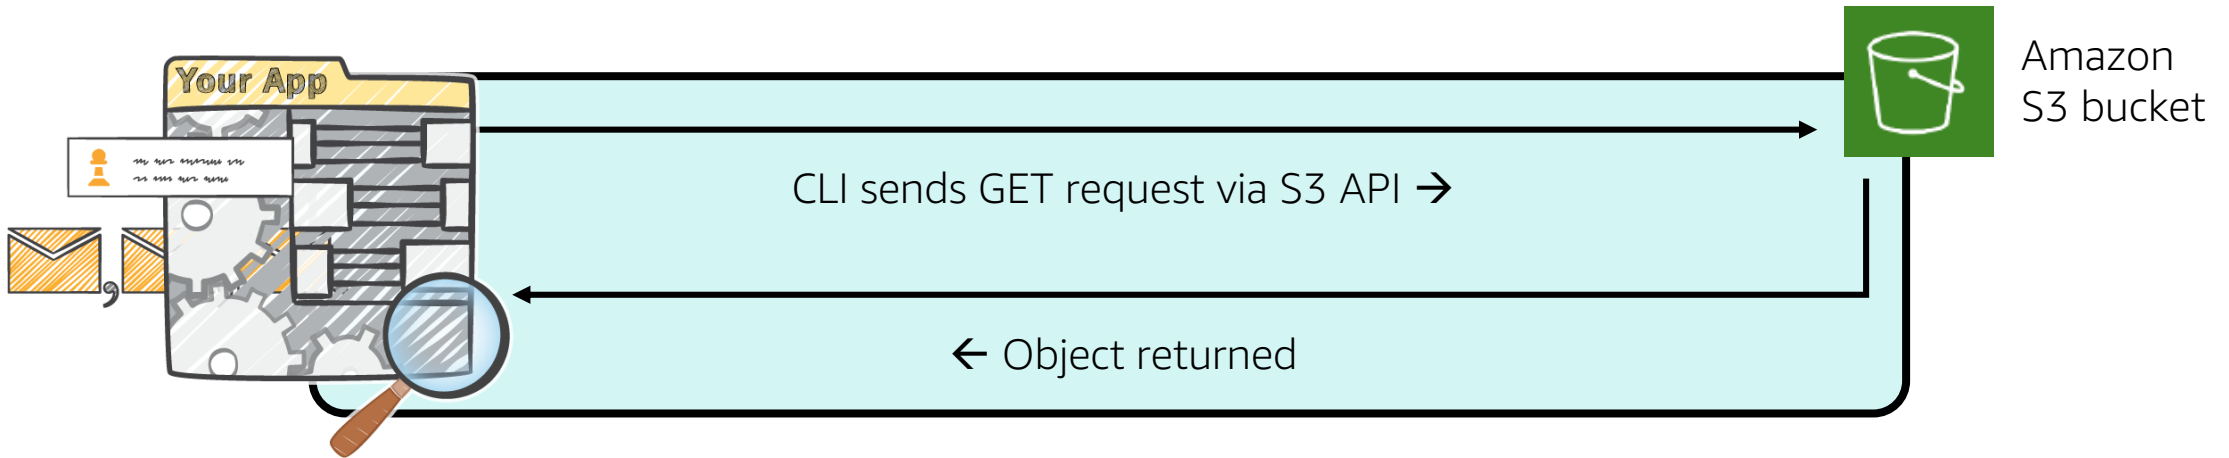 Your App
Amazon
S3 bucket
CLI sends GET request via S3 API →
← Object returned